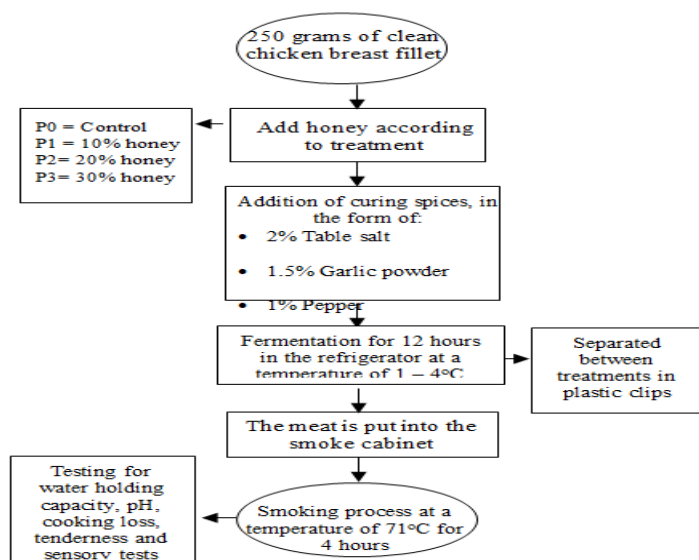 250 grams of clean
chicken breast fillet
P0 = Control
P1 = 10% honey
P2= 20% honey
P3= 30% honey
Add honey according
to treatment
Addition of curing spices, in
the form of:
• 2% Table salt
• 1.5% Garlic powder
• 1% Pepper
Fermentation for 12 hours
in the refrigerator at a
temperature of 1 – 4°C
Separated
between
treatments in
plastic clips
The meat is put into the
smoke cabinet
Testing for
water holding
capacity, pH,
cooking loss,
tenderness and
sensory tests
Smoking process at a
temperature of 71°C for
4 hours